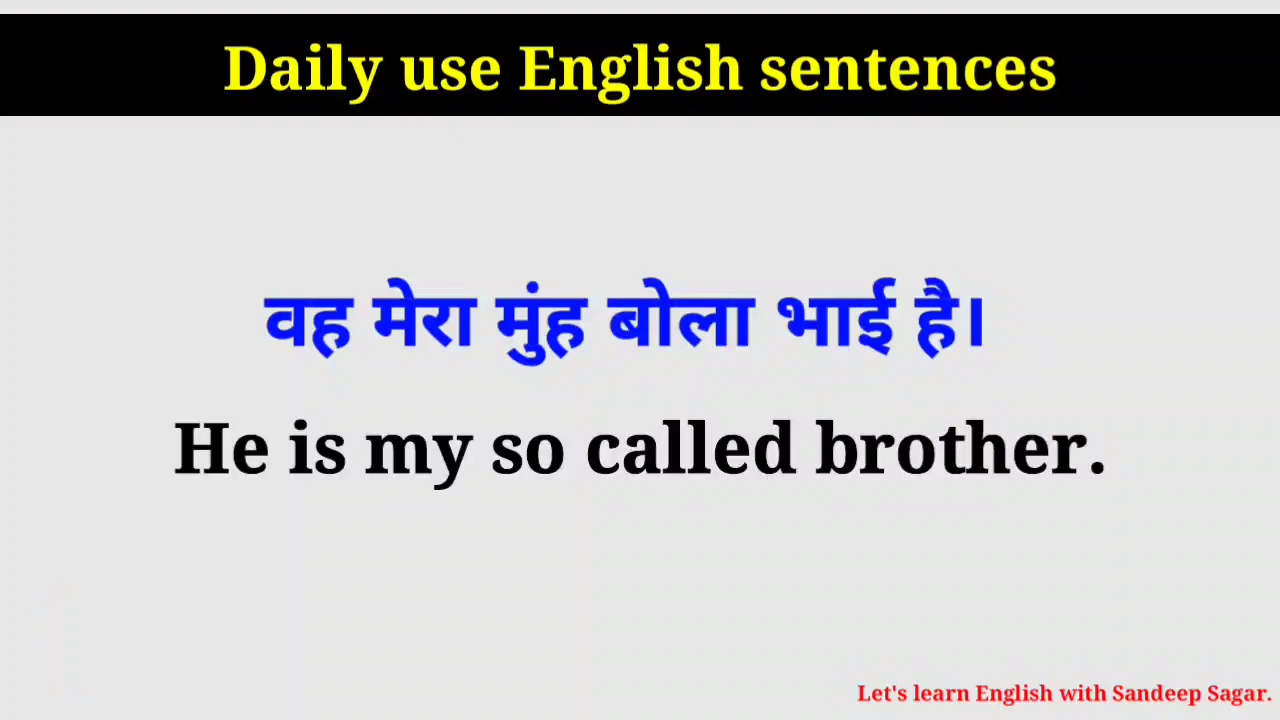 Daily use English sentences
वह मेरा मुंह बोला भाई है।
He is my so called brother.
Let's learn English with Sandeep Sagar.